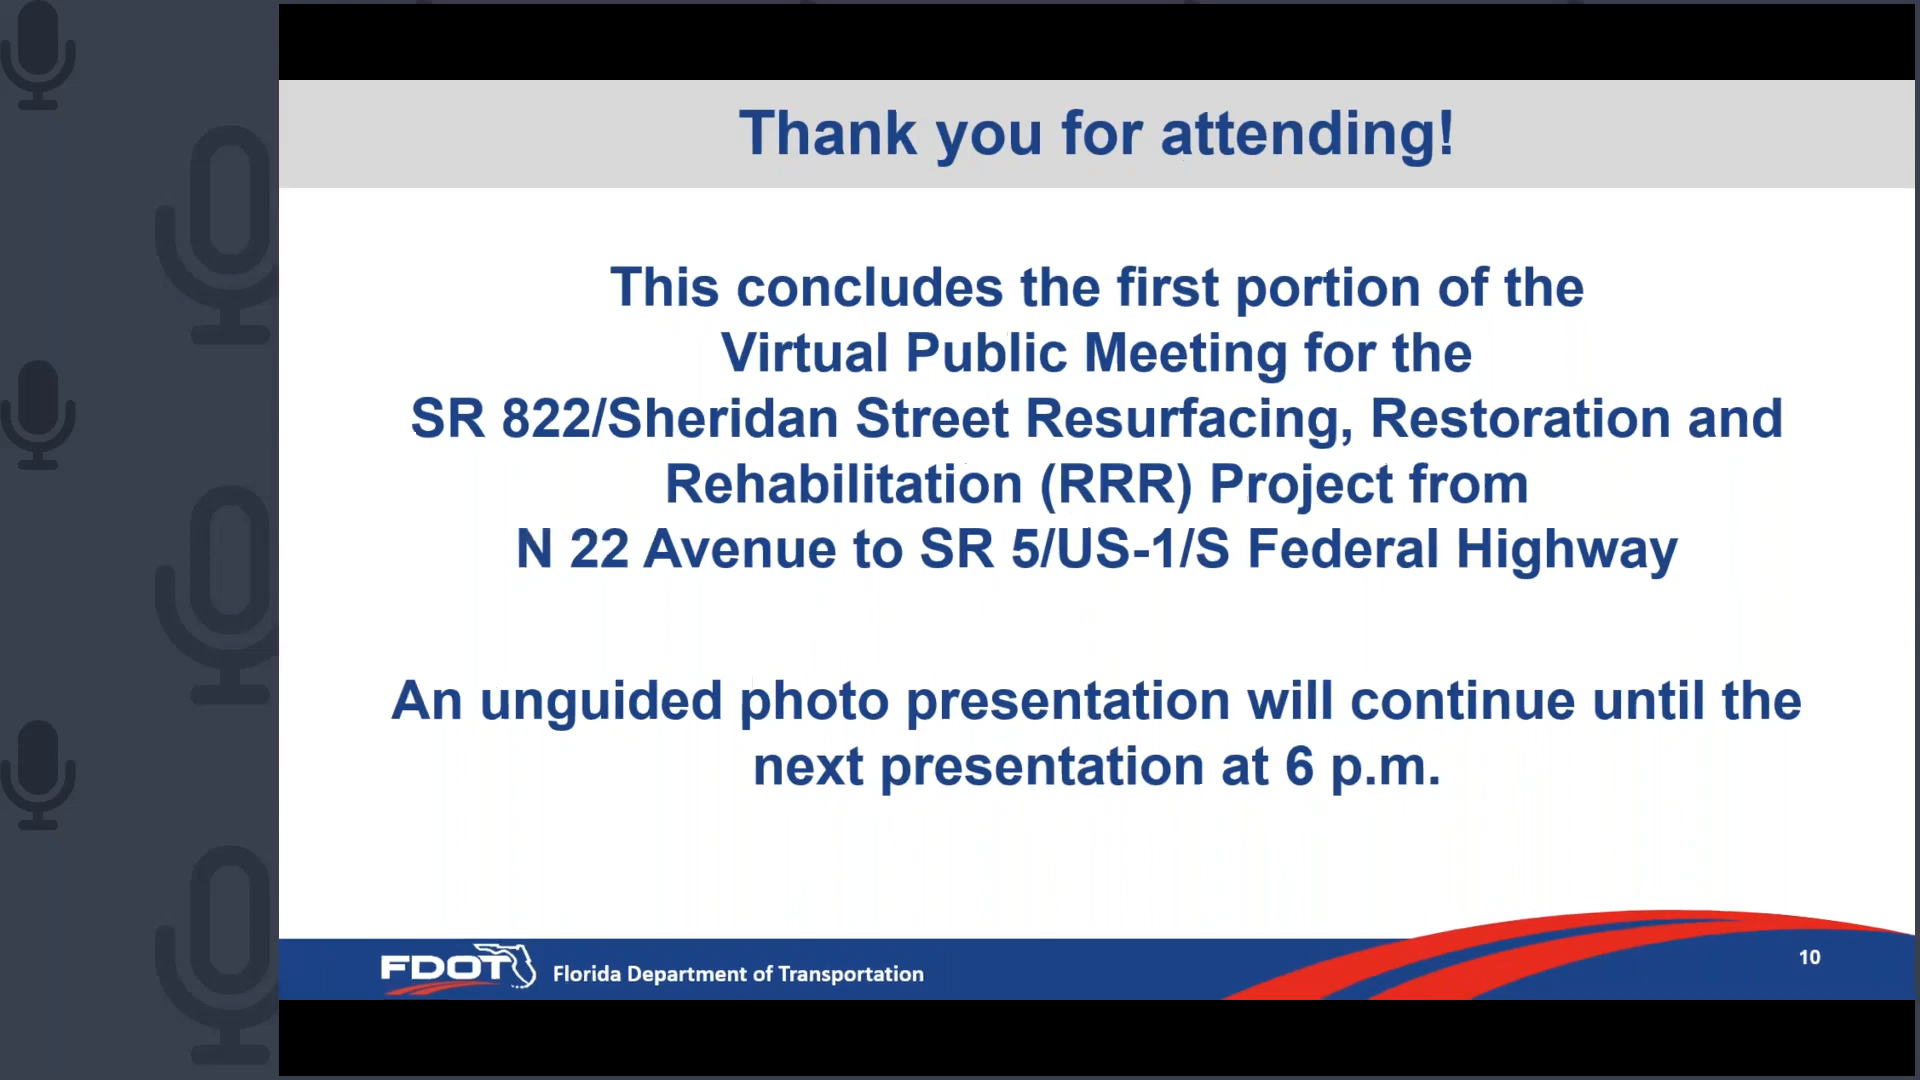 Thank you for attending!
This concludes the first portion of the
Virtual Public Meeting for the
SR 822/Sheridan Street Resurfacing, Restoration and
Rehabilitation (RRR) Project from
N 22 Avenue to SR 5/US-1/S Federal Highway
An unguided photo presentation will continue until the
next presentation at 6 p.m.
FDOT Florida Department of Transportation
10